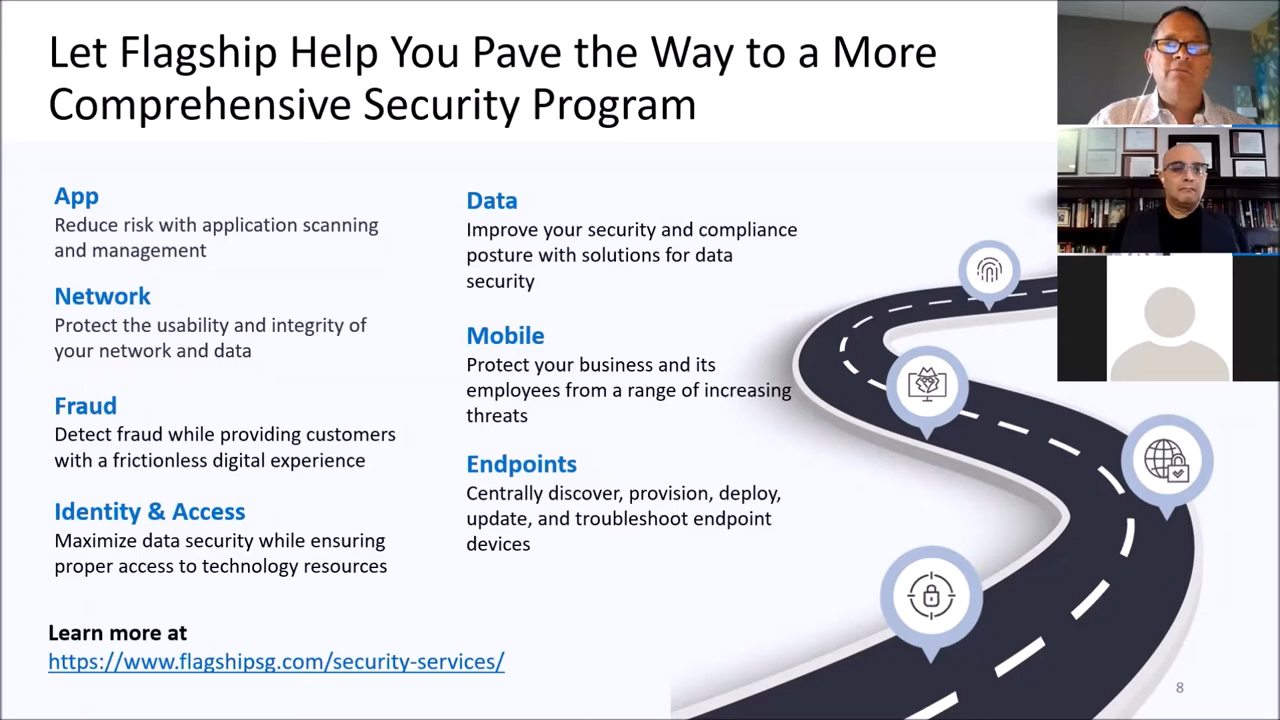 Let Flagship Help You Pave the Way to a More
Comprehensive Security Program
App
Reduce risk with application scanning
and management
Network
Protect the usability and integrity of
your network and data
Fraud
Detect fraud while providing customers
with a frictionless digital experience
Identity & Access
Maximize data security while ensuring
proper access to technology resources
Data
Improve your security and compliance
posture with solutions for data
security
Mobile
Protect your business and its
employees from a range of increasing
threats
Endpoints
Centrally discover, provision, deploy,
update, and troubleshoot endpoint
devices
Learn more at
https://www.flagshipsg.com/security-services/
8